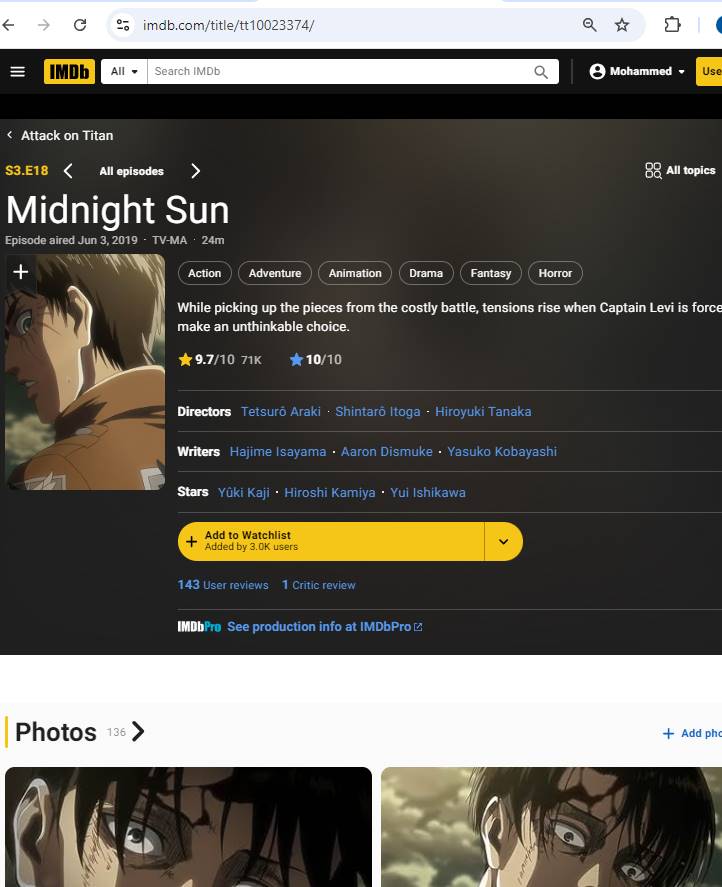 imdb.com/title/tt10023374/
IMDb All Search IMDb Mohammed Use
Attack on Titan
S3.E18 All episodes All topics
Midnight Sun
Episode aired Jun 3, 2019 · TV-MA · 24m
Action Adventure Animation Drama Fantasy Horror
While picking up the pieces from the costly battle, tensions rise when Captain Levi is force
make an unthinkable choice.
9.7/10 71K 10/10
Directors Tetsurô Araki · Shintarô Itoga · Hiroyuki Tanaka
Writers Hajime Isayama · Aaron Dismuke · Yasuko Kobayashi
Stars Yûki Kaji · Hiroshi Kamiya · Yui Ishikawa
Add to Watchlist
Added by 3.0K users
143 User reviews 1 Critic review
IMDbPro See production info at IMDbPro
Photos 136 Add pho